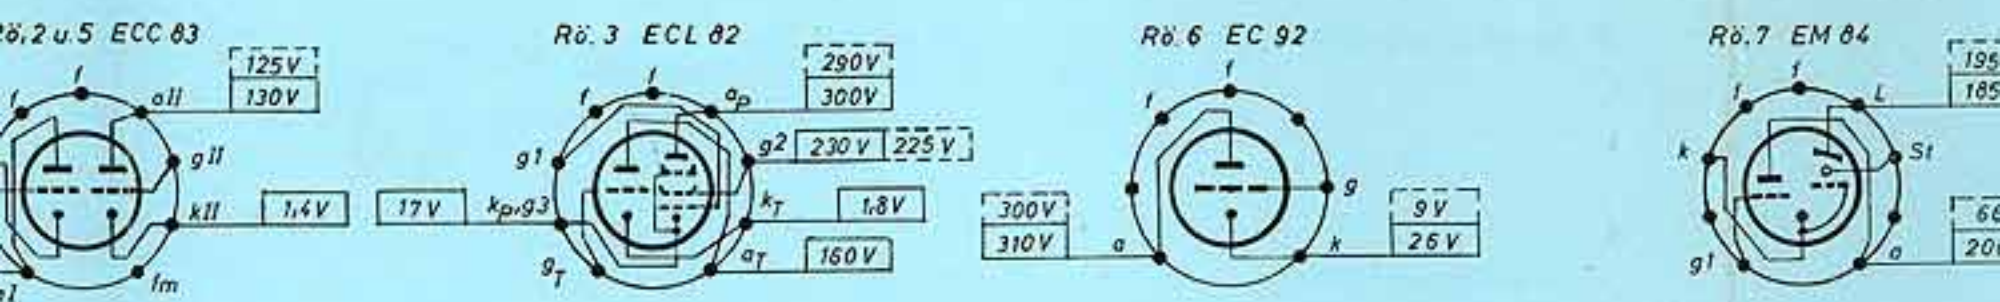 Rö. 2 u. 5 ECC 83
125V
130V
f
f
aII
gII
kII
1,4V
fm
Rö. 3 ECL 82
290V
300V
f
f
aP
g1
g2
230 V
225 V
17V
kP,g3
kT
1,8V
gT
aT
160V
Rö. 6 EC 92
f
f
g
300V
310V
a
k
9 V
26V
Rö. 7 EM 84
f
f
L
k
St
g1
a